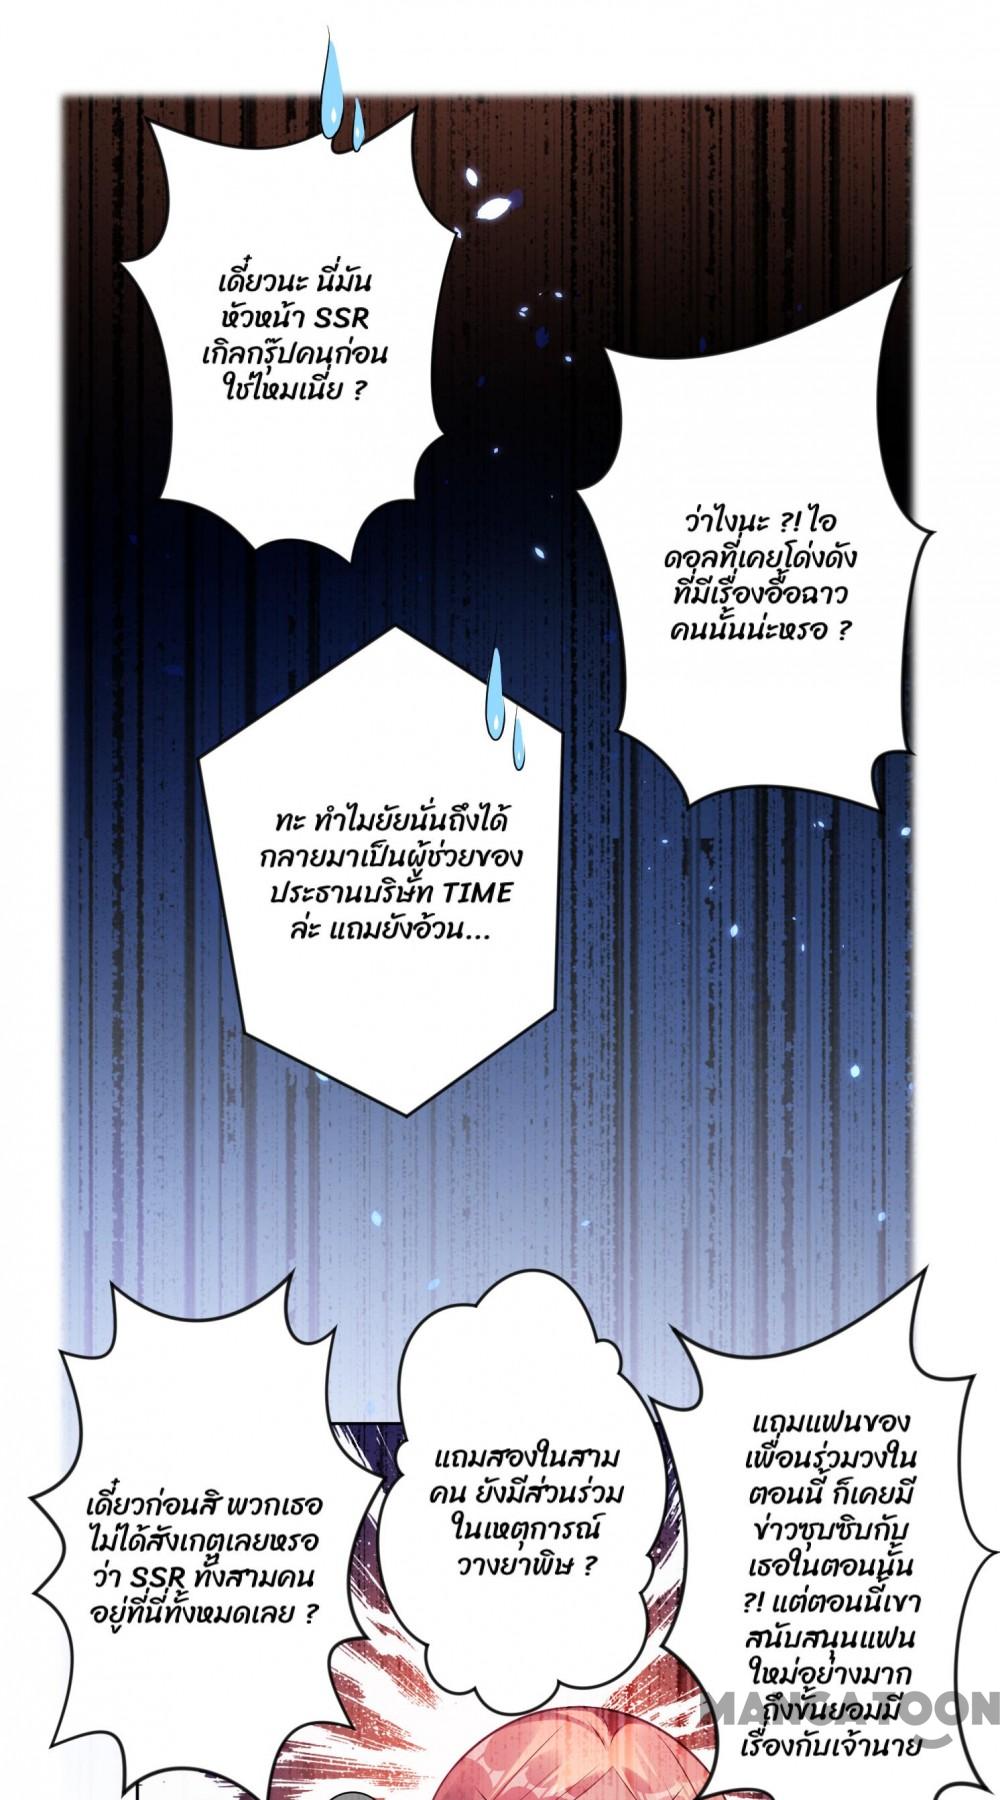 เดี๋ยวนะ นี่มัน
หัวหน้า SSR
เกิลกรุ๊ปคนก่อน
ใช่ไหมเนี่ย ?
ว่าไงนะ ?! ไอ
ดอลที่เคยโด่งดัง
ที่มีเรื่องอื้อฉาว
คนนั้นน่ะหรอ ?
ทะ ทำไมยัยนั่นถึงได้
กลายมาเป็นผู้ช่วยของ
ประธานบริษัท TIME
ล่ะ แถมยังอ้วน...
เดี๋ยวก่อนสิ พวกเธอ
ไม่ได้สังเกตุเลยหรอ
ว่า SSR ทั้งสามคน
อยู่ที่นี่ทั้งหมดเลย ?
แถมสองในสาม
คน ยังมีส่วนร่วม
ในเหตุการณ์
วางยาพิษ ?
แถมแฟนของ
เพื่อนร่วมวงใน
ตอนนี้ ก็เคยมี
ข่าวซุบซิบกับ
เธอในตอนนั้น
?! แต่ตอนนี้เขา
สนับสนุนแฟน
ใหม่อย่างมาก
ถึงขั้นยอมมี
เรื่องกับเจ้านาย
MANGATOON